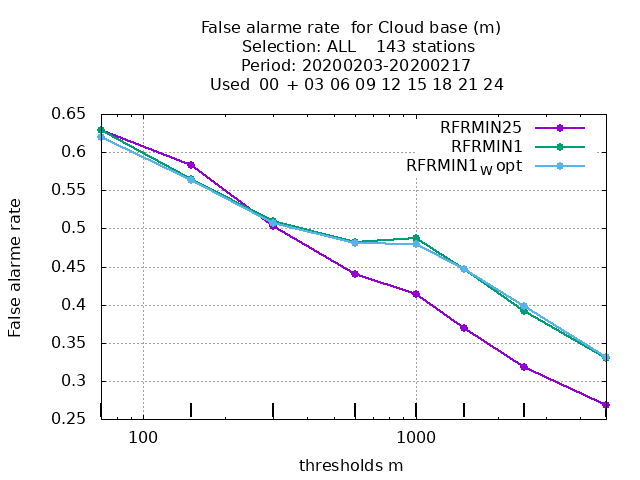 False alarme rate  for Cloud base (m)
Selection: ALL    143 stations
Period: 20200203-20200217
Used  00 + 03 06 09 12 15 18 21 24
RFRMIN25
RFRMIN1
RFRMIN1W opt
0.65
0.6
0.55
0.5
0.45
0.4
0.35
0.3
0.25
False alarme rate
100
1000
thresholds m